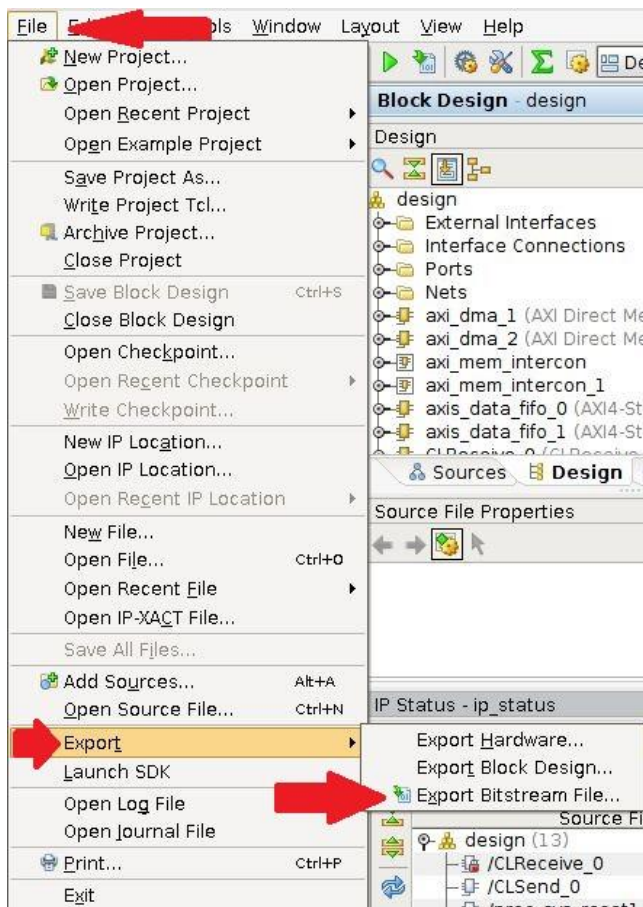 File ols Window Layout View Help
New Project...
Open Project...
Open Recent Project
Open Example Project
Save Project As...
Write Project Tcl...
Archive Project...
Close Project
Save Block Design Ctrl+S
Close Block Design
Open Checkpoint...
Open Recent Checkpoint
Write Checkpoint...
New IP Location...
Open IP Location...
Open Recent IP Location
New File...
Open File... Ctrl+O
Open Recent File
Open IP-XACT File...
Save All Files...
Add Sources... Alt+A
Open Source File... Ctrl+N
Export
Launch SDK
Open Log File
Open Journal File
Print... Ctrl+P
Exit
Export Hardware...
Export Block Design...
Export Bitstream File...
De
Block Design - design
Design
design
External Interfaces
Interface Connections
Ports
Nets
axi_dma_1 (AXI Direct Me
axi_dma_2 (AXI Direct Me
axi_mem_intercon
axi_mem_intercon_1
axis_data_fifo_0 (AXI4-St
axis_data_fifo_1 (AXI4-St
Sources Design
Source File Properties
IP Status - ip_status
Source Fi
design (13)
/CLReceive_0
/CLSend_0